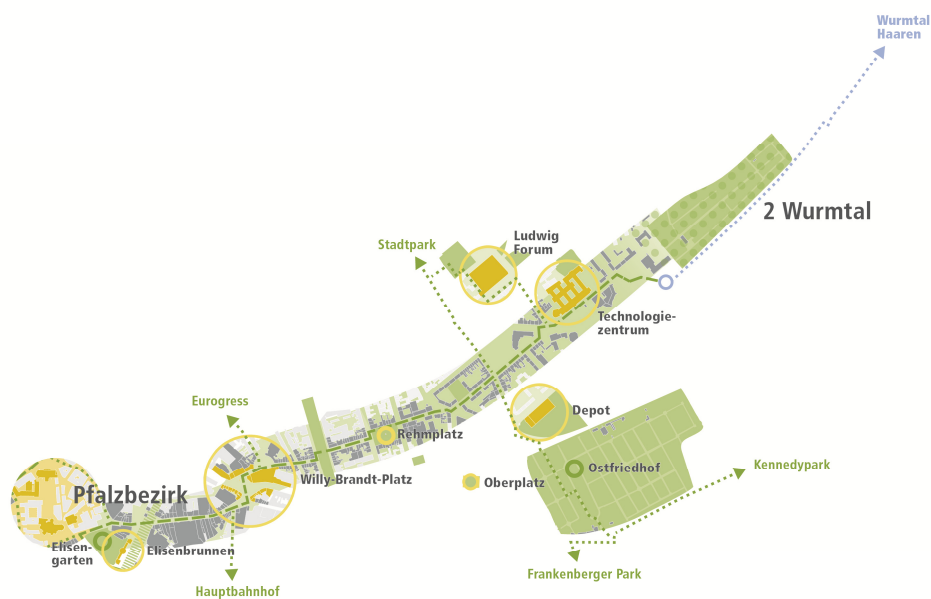 Wurmtal
Haaren
2 Wurmtal
Ludwig
Forum
Stadtpark
Technologie-
zentrum
Eurogress
Depot
Rehmplatz
Ostfriedhof
Kennedypark
Willy-Brandt-Platz
Oberplatz
Pfalzbezirk
Elisen-
garten
Elisenbrunnen
Frankenberger Park
Hauptbahnhof